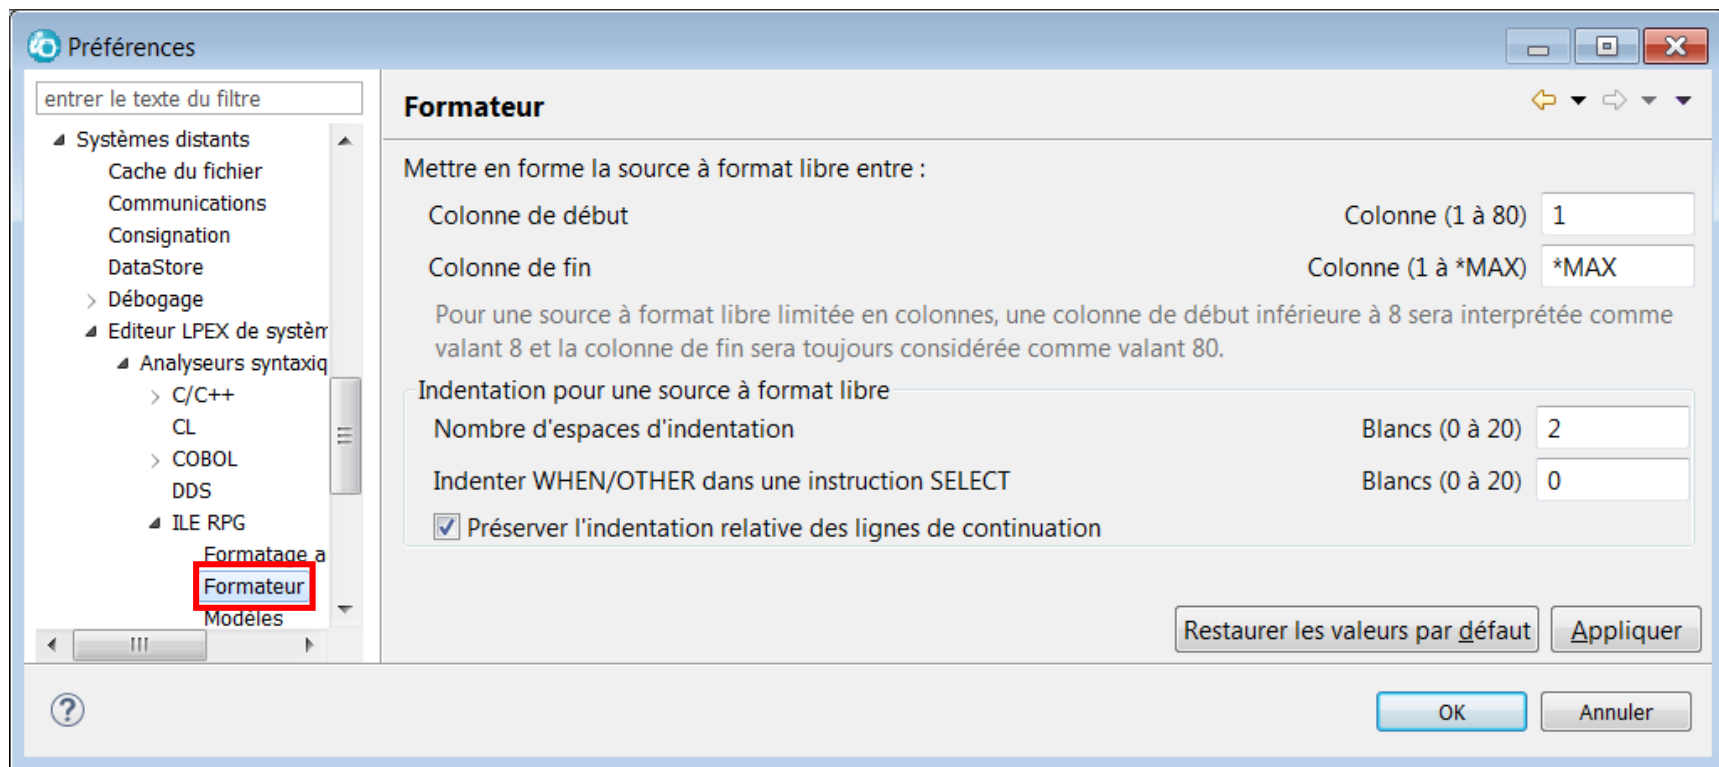 Préférences
entrer le texte du filtre
Systèmes distants
Cache du fichier
Communications
Consignation
DataStore
Débogage
Editeur LPEX de systèm
Analyseurs syntaxiq
C/C++
CL
COBOL
DDS
ILE RPG
Formatage a
Formateur
Modèles
Formateur
Mettre en forme la source à format libre entre :
Colonne de début Colonne (1 à 80) 1
Colonne de fin Colonne (1 à *MAX) *MAX
Pour une source à format libre limitée en colonnes, une colonne de début inférieure à 8 sera interprétée comme
valant 8 et la colonne de fin sera toujours considérée comme valant 80.
Indentation pour une source à format libre
Nombre d'espaces d'indentation Blancs (0 à 20) 2
Indenter WHEN/OTHER dans une instruction SELECT Blancs (0 à 20) 0
Préserver l'indentation relative des lignes de continuation
Restaurer les valeurs par défaut Appliquer
OK Annuler